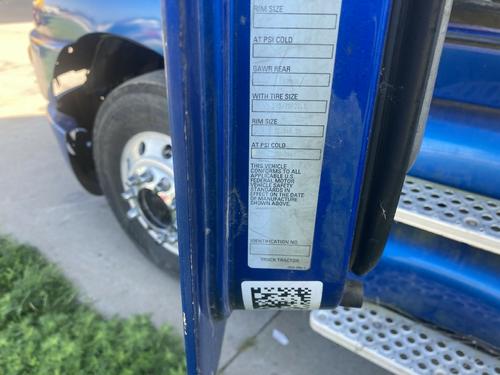 RIM SIZE
AT PSI COLD
GAWR REAR
WITH TIRE SIZE
RIM SIZE
AT PSI COLD
THIS VEHICLE
CONFORMS TO ALL
APPLICABLE U.S.
FEDERAL MOTOR
VEHICLE SAFETY
STANDARDS IN
EFFECT ON THE DATE
OF MANUFACTURE
SHOWN ABOVE.
IDENTIFICATION NO.
TRUCK TRACTOR